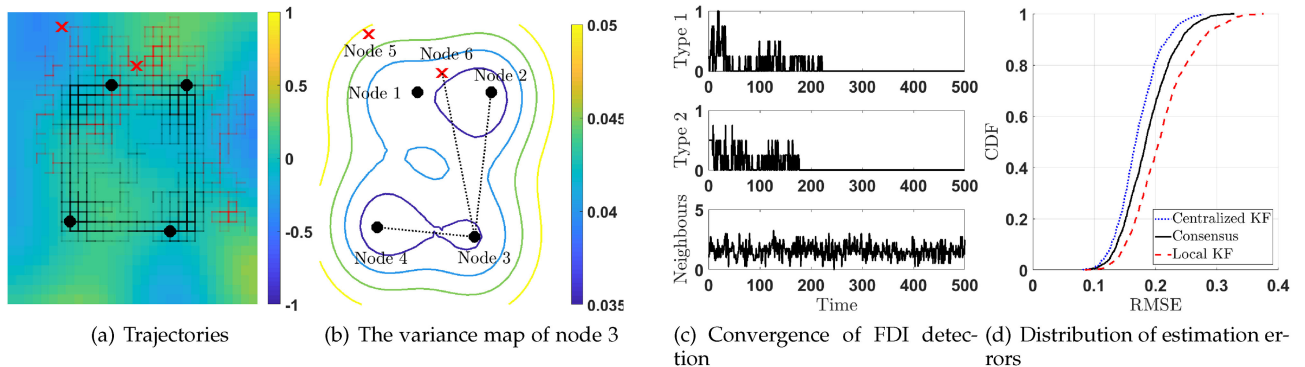 1
0.5
0
-0.5
-1
(a) Trajectories
Node 5
Node 6
Node 2
Node 1
Node 4
Node 3
0.05
0.045
0.04
0.035
(b) The variance map of node 3
Type 1
1
0.5
0
0 100 200 300 400 500
Type 2
1
0.5
0
0 100 200 300 400 500
Neighbours
5
0
0 100 200 300 400 500
Time
(c) Convergence of FDI detec-
tion
CDF
1
0.8
0.6
0.4
0.2
0
0 0.1 0.2 0.3 0.4
RMSE
Centralized KF
Consensus
Local KF
(d) Distribution of estimation er-
rors